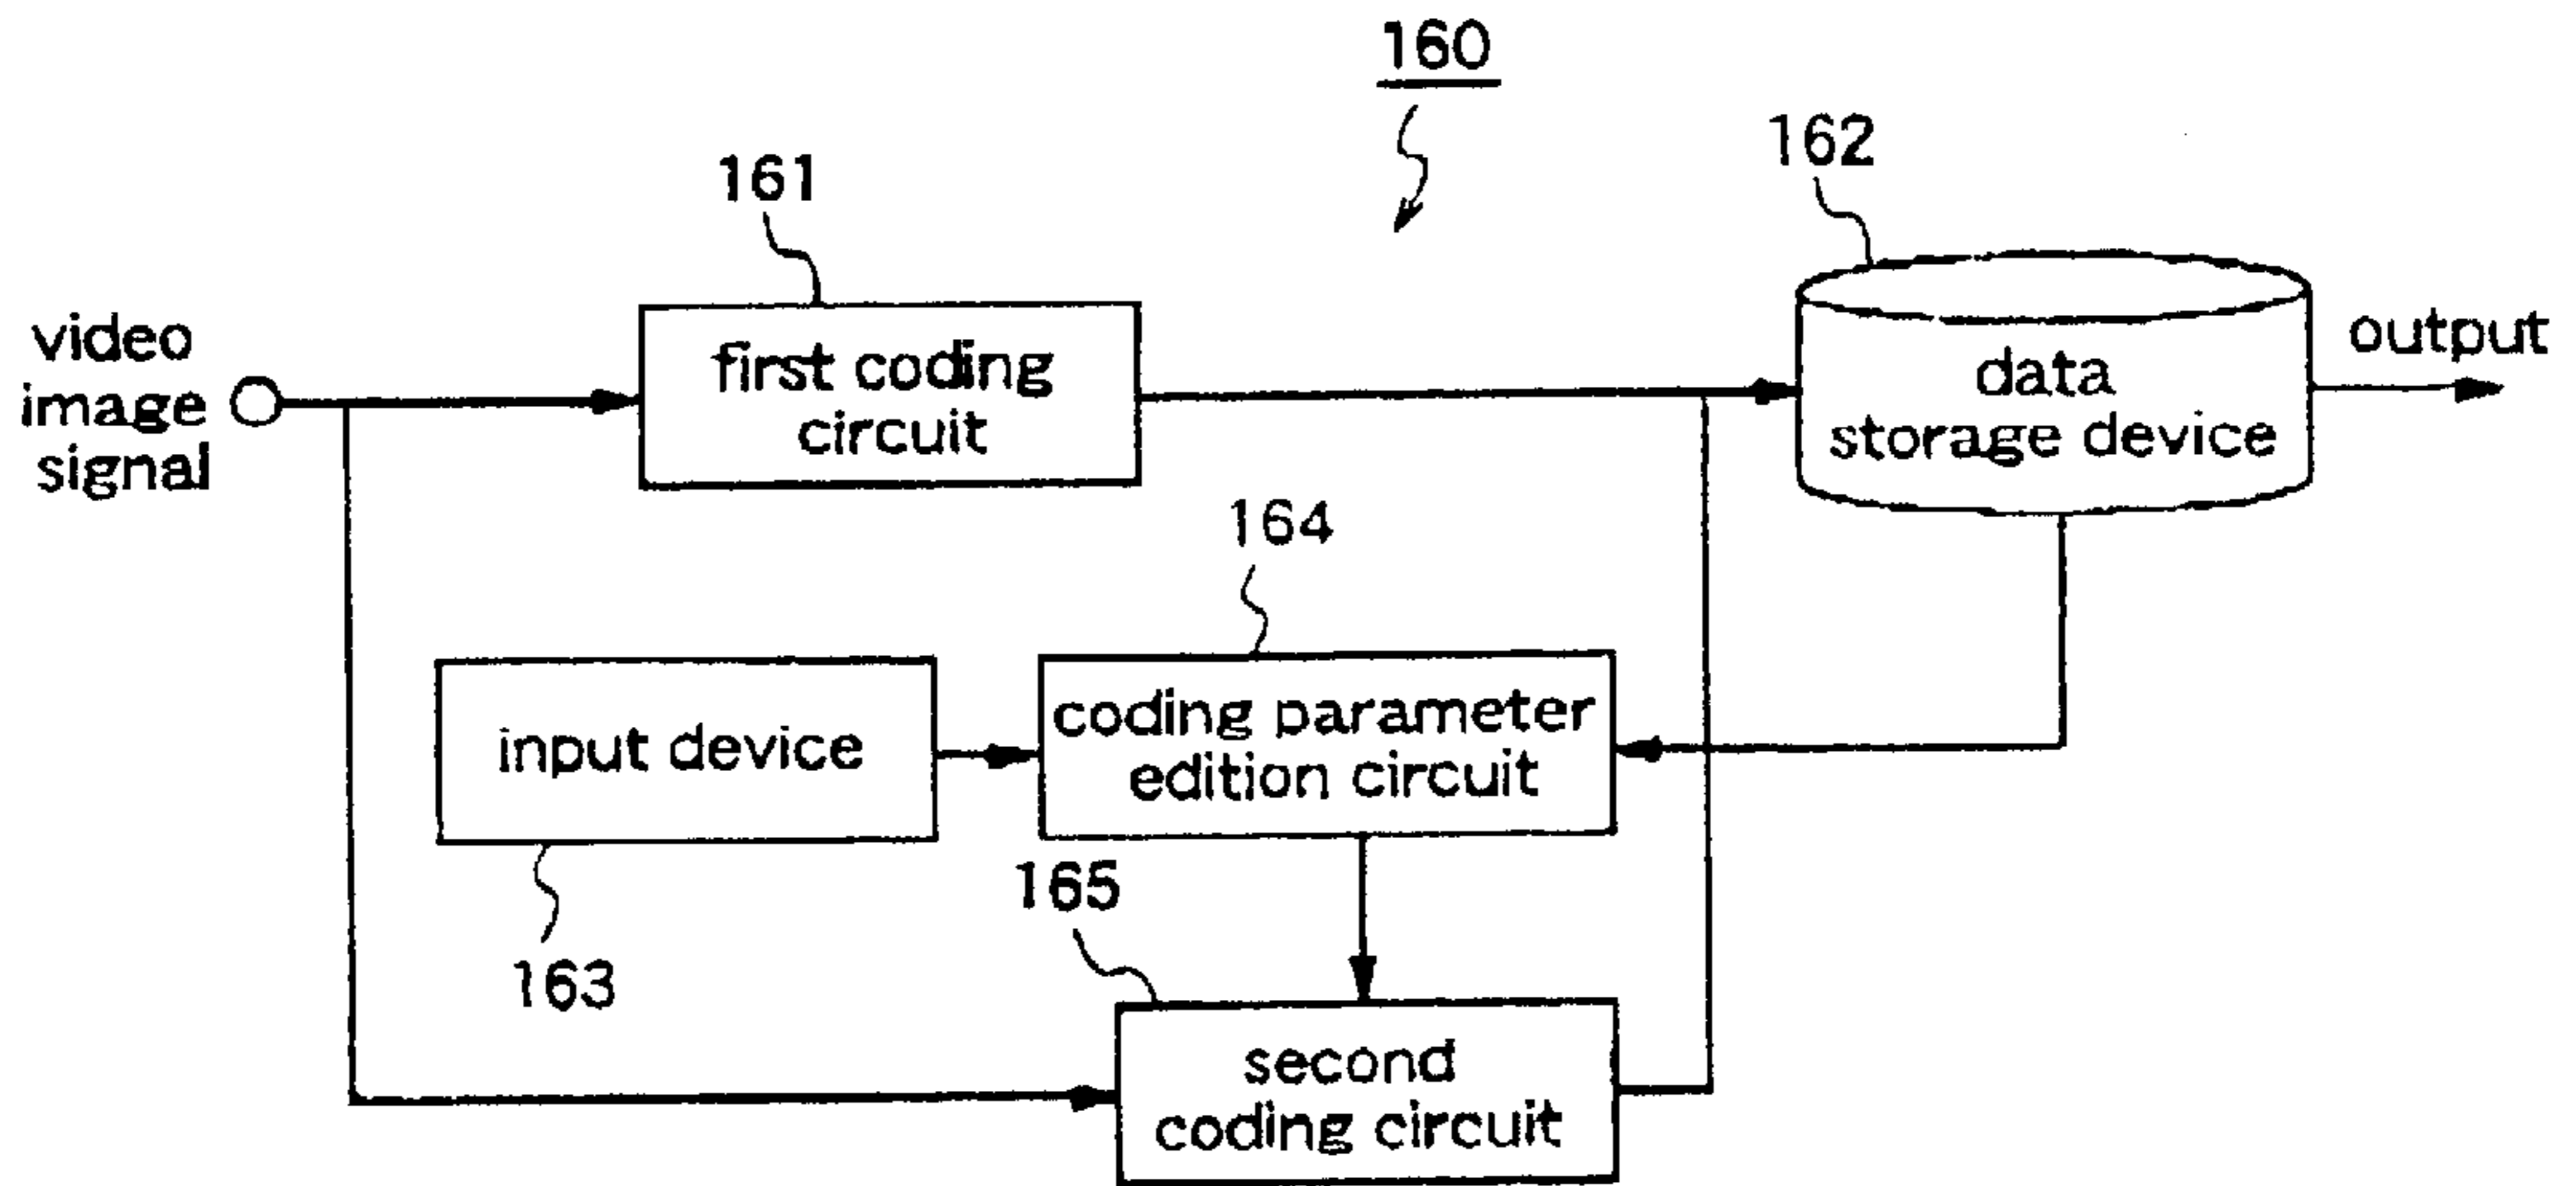 160
161
162
video
image
signal
first coding
circuit
data
storage device
output
164
input device
coding parameter
edition circuit
163
165
second
coding circuit